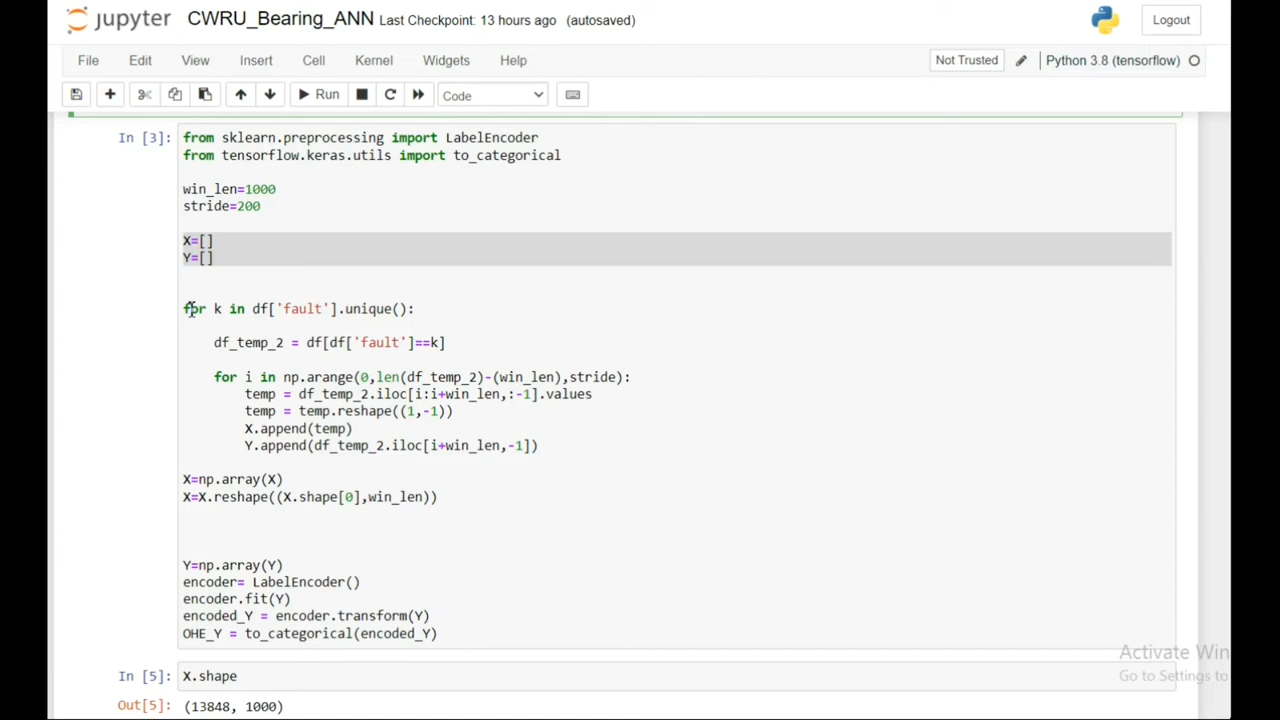 jupyter CWRU_Bearing_ANN Last Checkpoint: 13 hours ago (autosaved) Logout
File Edit View Insert Cell Kernel Widgets Help Not Trusted Python 3.8 (tensorflow)
Run Code
In [3]: from sklearn.preprocessing import LabelEncoder
from tensorflow.keras.utils import to_categorical
win_len=1000
stride=200
X=[]
Y=[]
for k in df['fault'].unique():
df_temp_2 = df[df['fault']==k]
for i in np.arange(0,len(df_temp_2)-(win_len),stride):
temp = df_temp_2.iloc[i:i+win_len,:-1].values
temp = temp.reshape((1,-1))
X.append(temp)
Y.append(df_temp_2.iloc[i+win_len,-1])
X=np.array(X)
X=X.reshape((X.shape[0],win_len))
Y=np.array(Y)
encoder= LabelEncoder()
encoder.fit(Y)
encoded_Y = encoder.transform(Y)
OHE_Y = to_categorical(encoded_Y)
Activate Win
Go to Settings to
In [5]: X.shape
Out[5]: (13848, 1000)